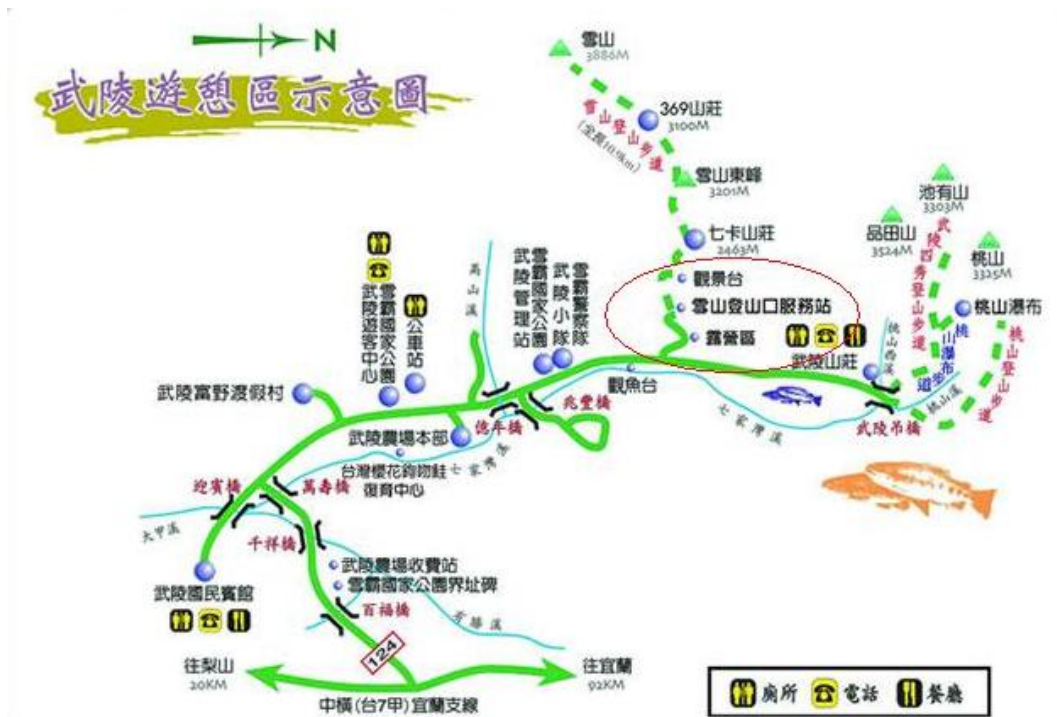 N
武陵遊憩區示意圖
雪山
3886M
369山莊
3100M
雪山登山步道
(全長10.9km)
雪山東峰
3201M
七卡山莊
2463M
觀景台
雪山登山口服務站
露營區
池有山
3303M
品田山
3524M
桃山
3325M
武陵四秀登山步道
桃山瀑布
桃山瀑布步道
桃山登山步道
桃山西溪
桃山溪
武陵山莊
武陵吊橋
七家灣溪
觀魚台
兆豐橋
億年橋
雪霸警察隊
武陵小隊
雪霸國家公園
武陵管理站
高山溪
公車站
雪霸國家公園
武陵遊客中心
武陵富野渡假村
武陵農場本部
台灣櫻花鉤吻鮭
復育中心
七家灣溪
迎賓橋
萬壽橋
大甲溪
千祥橋
武陵農場收費站
雪霸國家公園界址碑
武陵國民賓館
百福橋
有勝溪
124
往梨山
20KM
往宜蘭
92KM
中橫(台7甲)宜蘭支線
廁所
電話
餐廳